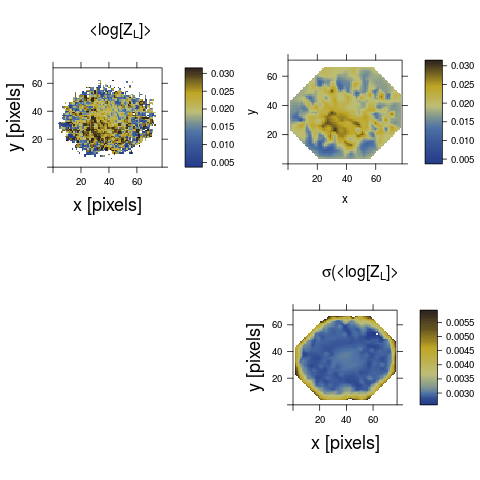 <log[Z_L]>
y [pixels]
60
40
20
20 40 60
x [pixels]
0.030
0.025
0.020
0.015
0.010
0.005
y
60
40
20
20 40 60
x
0.030
0.025
0.020
0.015
0.010
0.005
σ(<log[Z_L]>
y [pixels]
60
40
20
20 40 60
x [pixels]
0.0055
0.0050
0.0045
0.0040
0.0035
0.0030